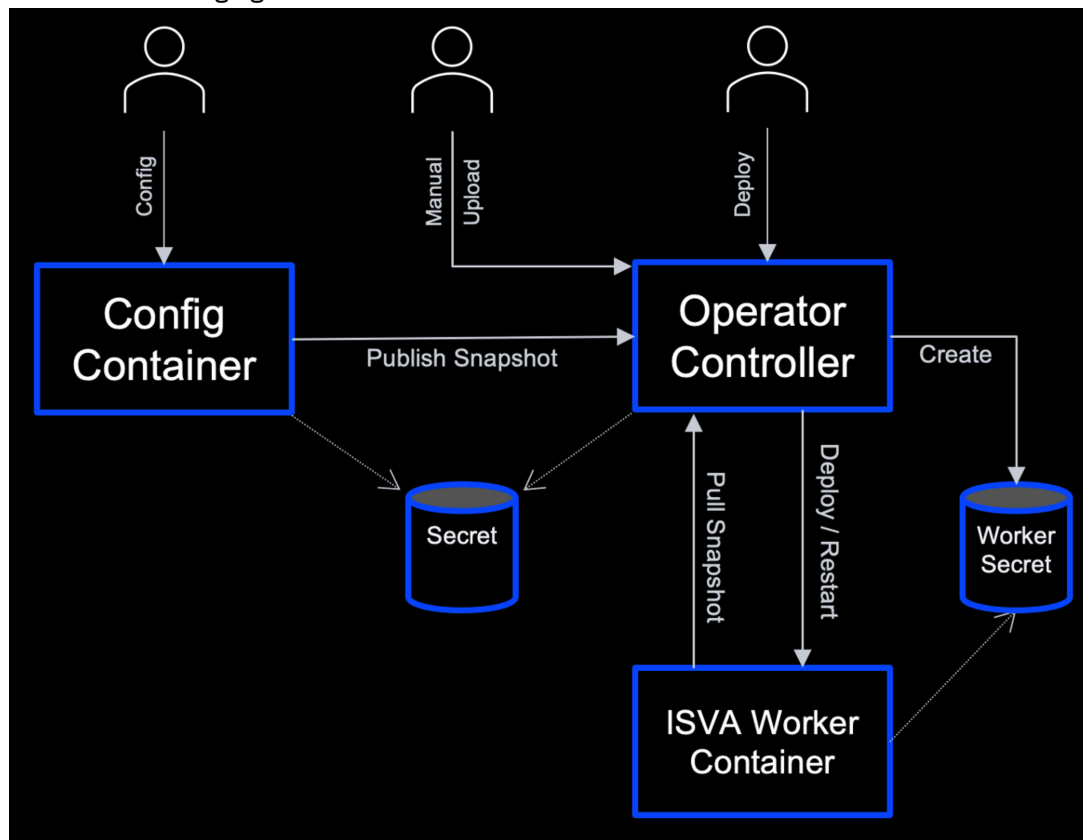 Config
Manual
Upload
Deploy
Config
Container
Publish Snapshot
Operator
Controller
Create
Secret
Pull Snapshot
Deploy / Restart
Worker
Secret
ISVA Worker
Container